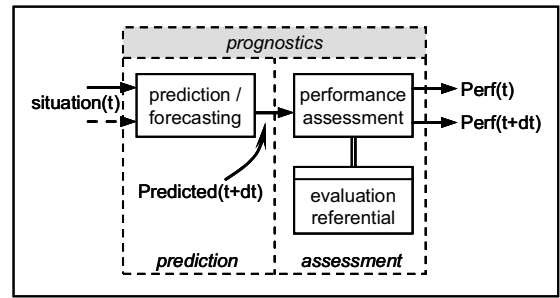 prognostics
situation(t)
prediction /
forecasting
performance
assessment
Perf(t)
Perf(t+dt)
Predicted(t+dt)
evaluation
referential
prediction
assessment